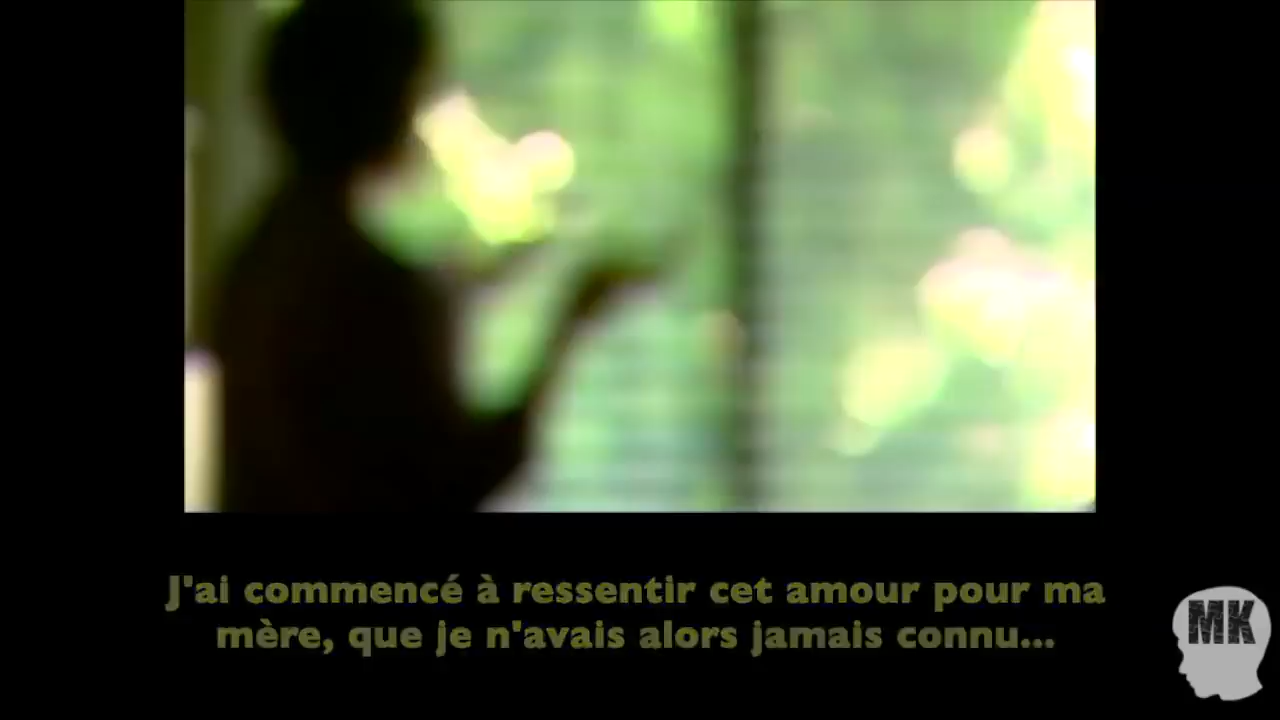 J'ai commencé à ressentir cet amour pour ma
mère, que je n'avais alors jamais connu...
MK